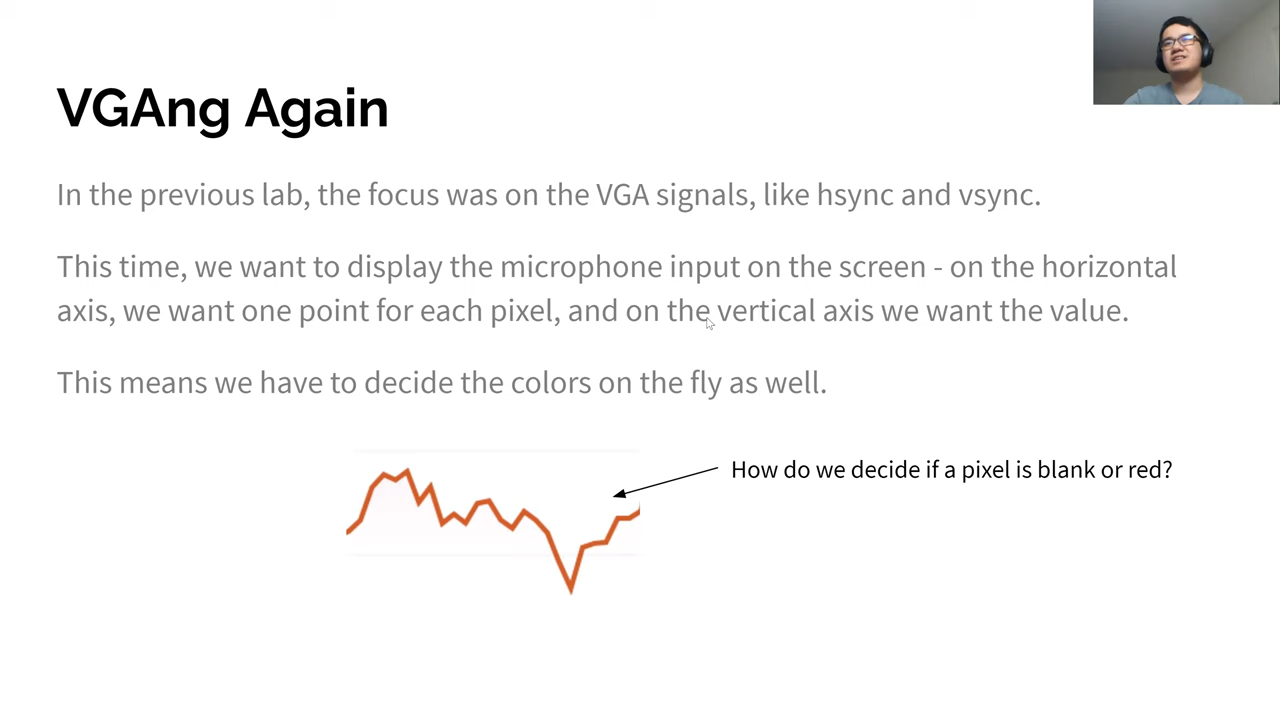 VGAng Again
In the previous lab, the focus was on the VGA signals, like hsync and vsync.
This time, we want to display the microphone input on the screen - on the horizontal
axis, we want one point for each pixel, and on the vertical axis we want the value.
This means we have to decide the colors on the fly as well.
How do we decide if a pixel is blank or red?